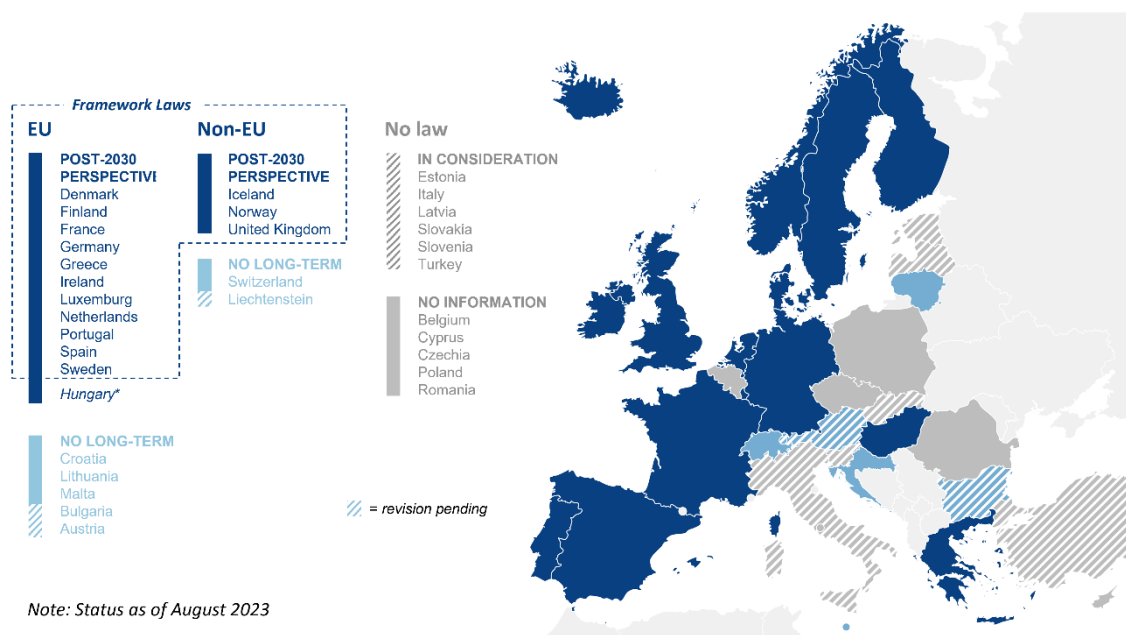 Framework Laws
EU
POST-2030
PERSPECTIVE
Denmark
Finland
France
Germany
Greece
Ireland
Luxemburg
Netherlands
Portugal
Spain
Sweden
Hungary*
NO LONG-TERM
Croatia
Lithuania
Malta
Bulgaria
Austria
Non-EU
POST-2030
PERSPECTIVE
Iceland
Norway
United Kingdom
NO LONG-TERM
Switzerland
Liechtenstein
No law
IN CONSIDERATION
Estonia
Italy
Latvia
Slovakia
Slovenia
Turkey
NO INFORMATION
Belgium
Cyprus
Czechia
Poland
Romania
= revision pending
Note: Status as of August 2023